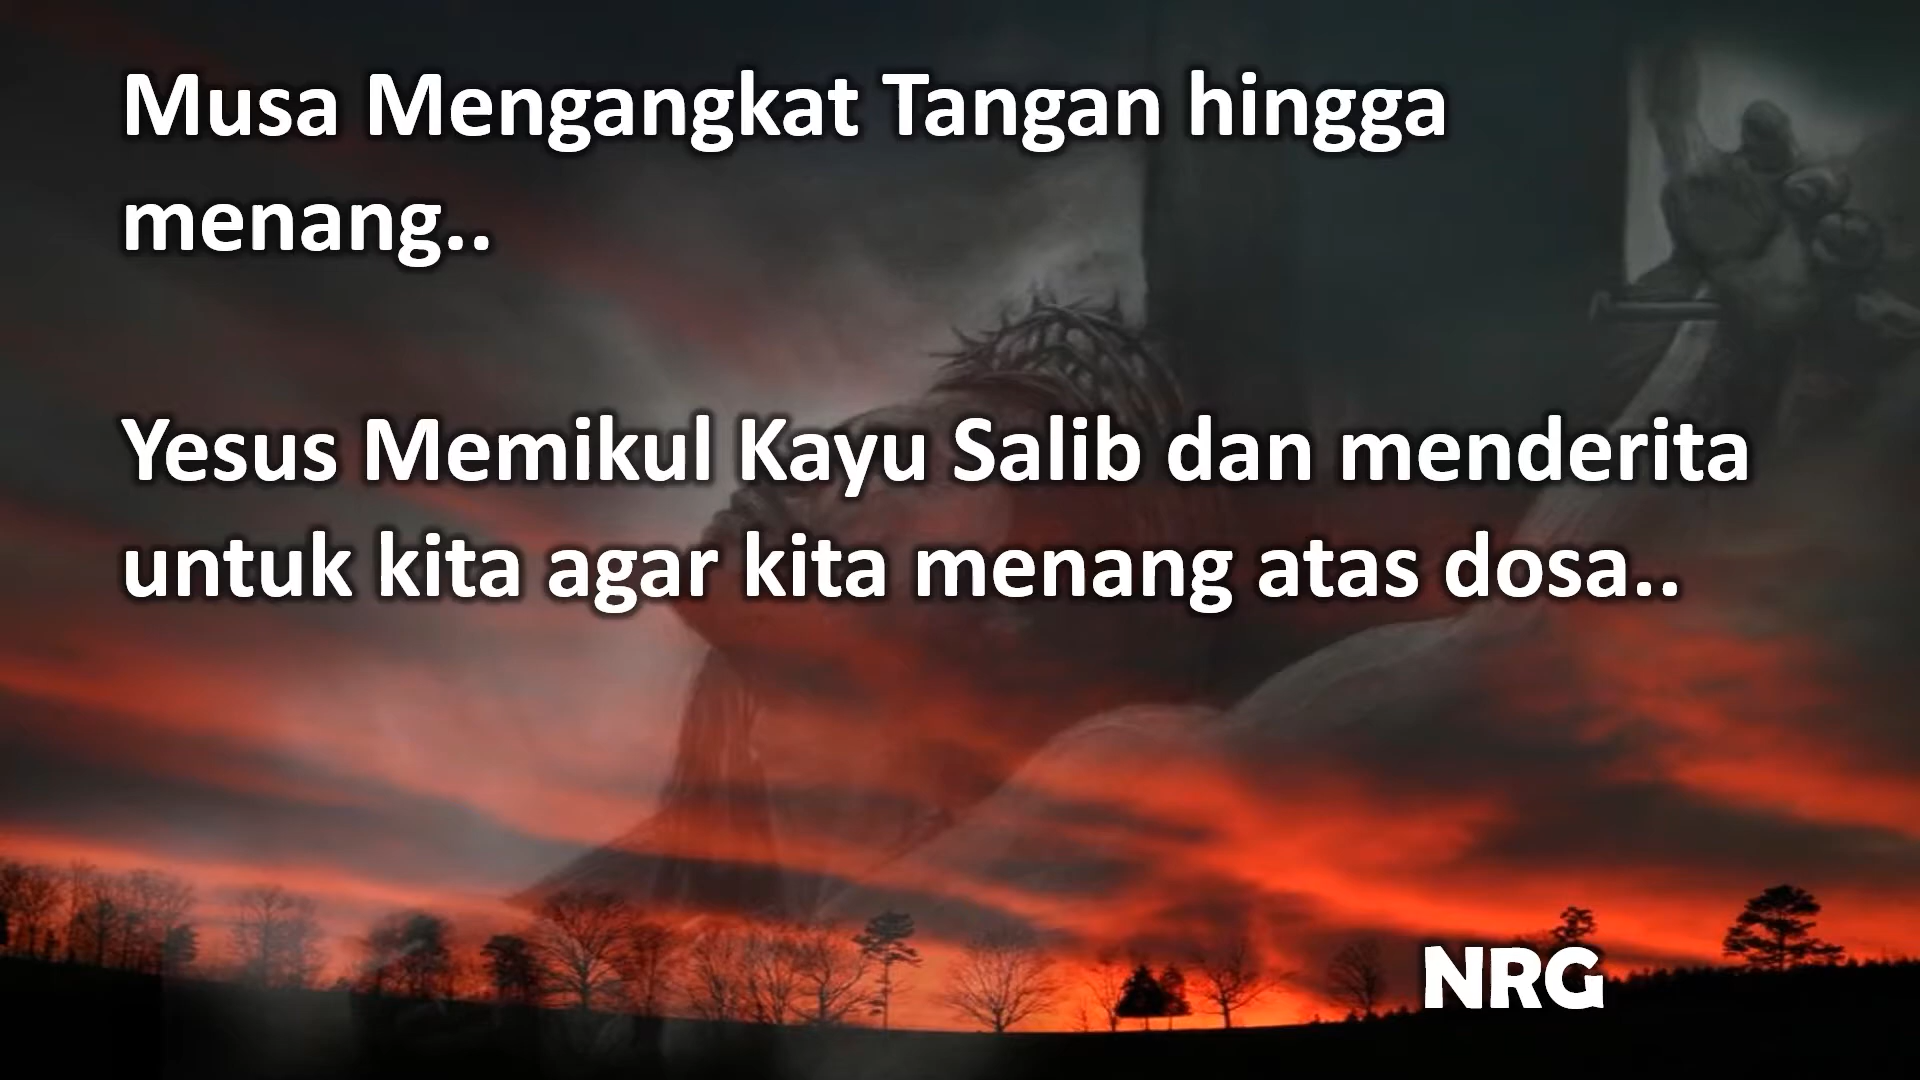 Musa Mengangkat Tangan hingga
menang..
Yesus Memikul Kayu Salib dan menderita
untuk kita agar kita menang atas dosa..
NRG